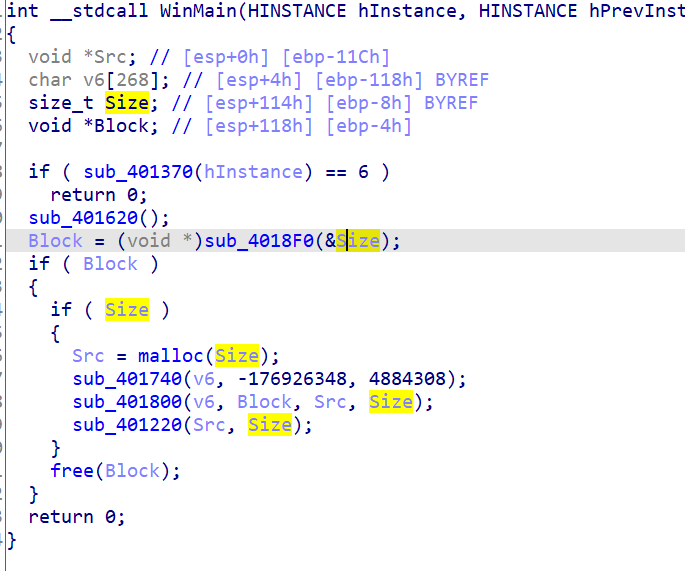 int __stdcall WinMain(HINSTANCE hInstance, HINSTANCE hPrevInst
{
void *Src; // [esp+0h] [ebp-11Ch]
char v6[268]; // [esp+4h] [ebp-118h] BYREF
size_t Size; // [esp+114h] [ebp-8h] BYREF
void *Block; // [esp+118h] [ebp-4h]
if ( sub_401370(hInstance) == 6 )
return 0;
sub_401620();
Block = (void *)sub_4018F0(&Size);
if ( Block )
{
if ( Size )
{
Src = malloc(Size);
sub_401740(v6, -176926348, 4884308);
sub_401800(v6, Block, Src, Size);
sub_401220(Src, Size);
}
free(Block);
}
return 0;
}